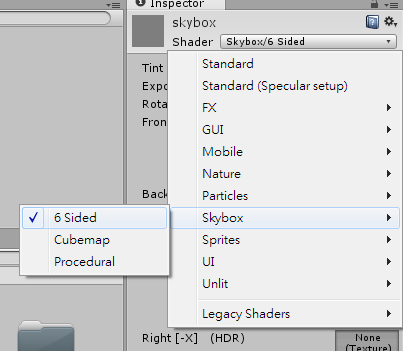 Inspector
skybox
Shader
Skybox/6 Sided
Tint
Expo
Rota
Fron
Back
Standard
Standard (Specular setup)
FX
GUI
Mobile
Nature
Particles
Skybox
Sprites
UI
Unlit
Legacy Shaders
6 Sided
Cubemap
Procedural
Right [-X] (HDR)
None
(Texture)